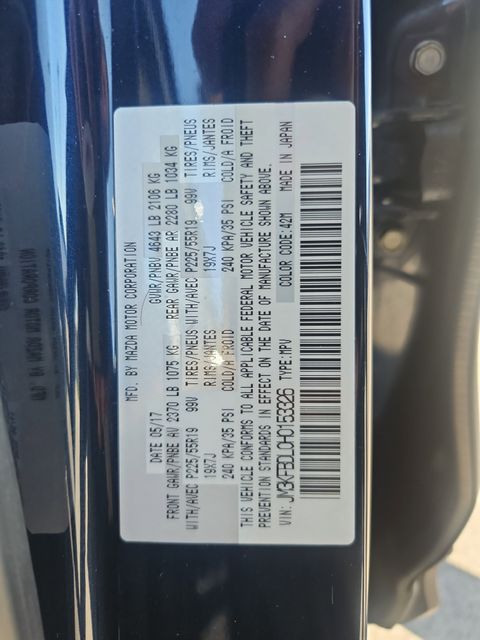 MFD. BY MAZDA MOTOR CORPORATION
DATE 05/17 GVWR/PNBV 4643 LB 2106 KG
FRONT GAWR/PNBE AV 2370 LB 1075 KG REAR GAWR/PNBE AR 2280 LB 1034 KG
WITH/AVEC P225/55R19 99V TIRES/PNEUS WITH/AVEC P225/55R19 99V TIRES/PNEUS
19X7J RIMS/JANTES 19X7J RIMS/JANTES
240 KPA/35 PSI COLD/A FROID 240 KPA/35 PSI COLD/A FROID
THIS VEHICLE CONFORMS TO ALL APPLICABLE FEDERAL MOTOR VEHICLE SAFETY AND THEFT
PREVENTION STANDARDS IN EFFECT ON THE DATE OF MANUFACTURE SHOWN ABOVE.
VIN: JM3KFBDL0H0153326 TYPE: MPV COLOR CODE: 42M MADE IN JAPAN